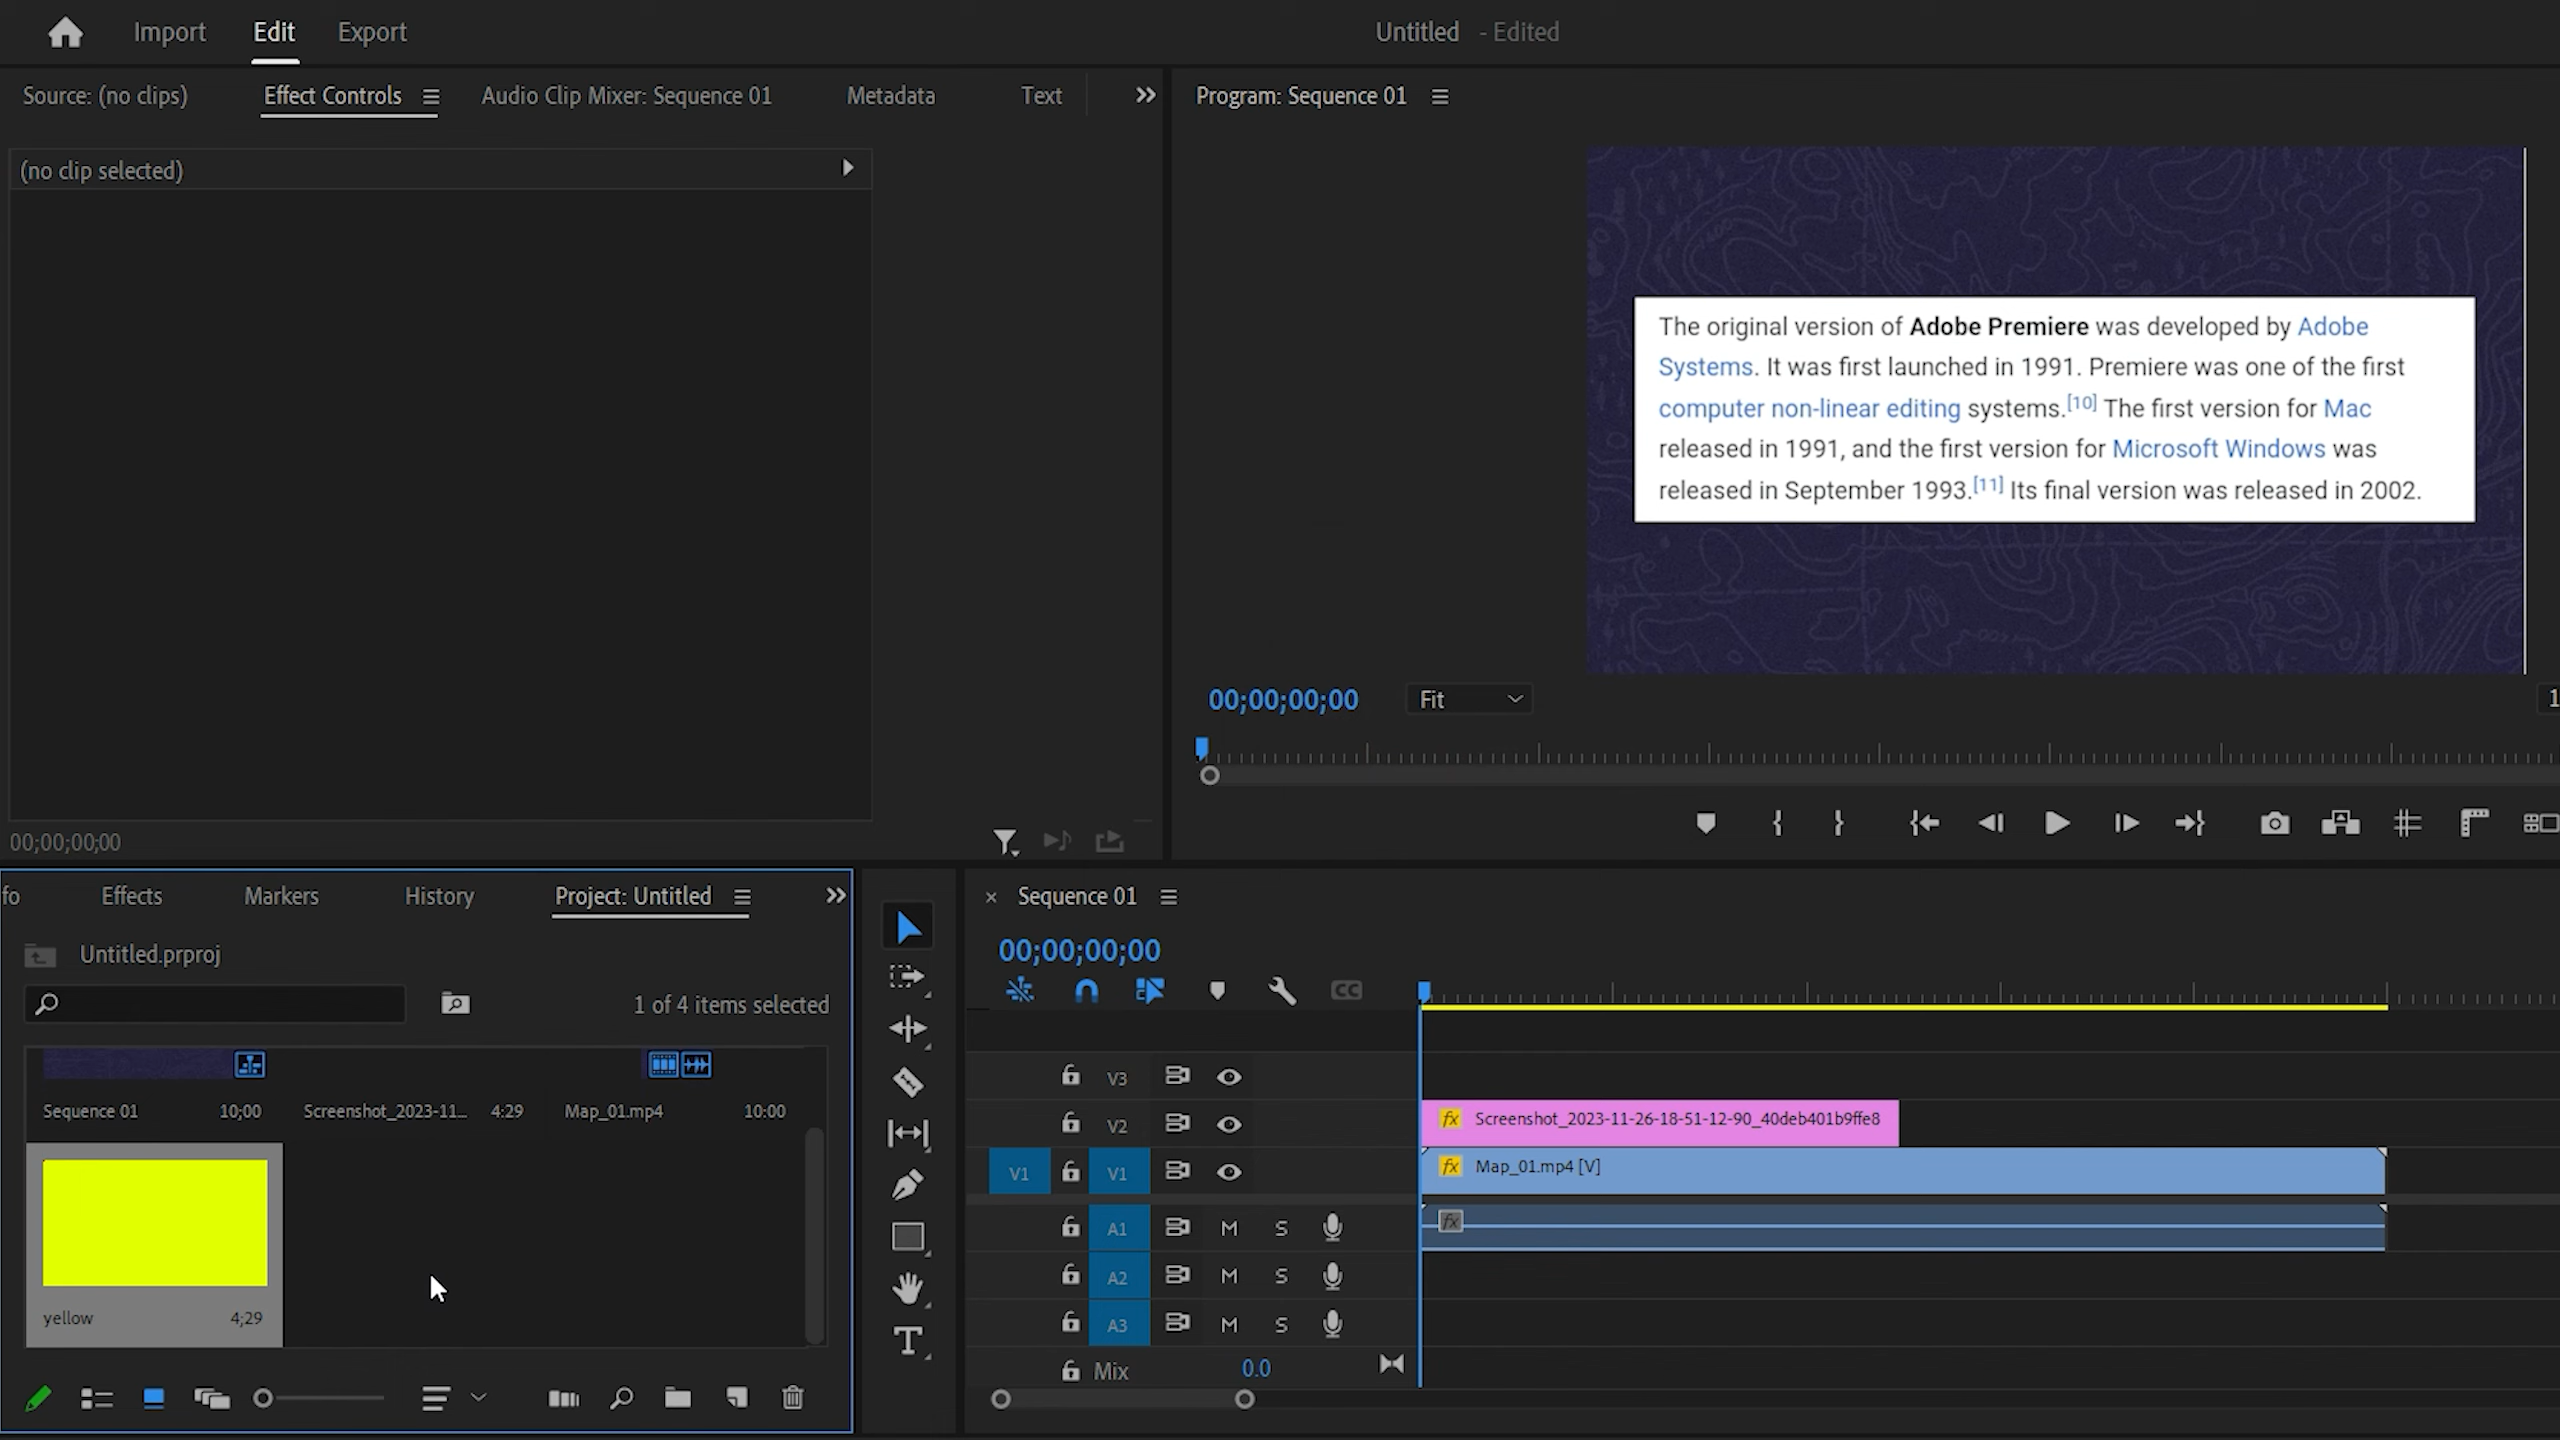 Import Edit Export
Untitled - Edited
Source: (no clips) Effect Controls Audio Clip Mixer: Sequence 01 Metadata Text
(no clip selected)
00;00;00;00
Program: Sequence 01
The original version of Adobe Premiere was developed by Adobe
Systems. It was first launched in 1991. Premiere was one of the first
computer non-linear editing systems.[10] The first version for Mac
released in 1991, and the first version for Microsoft Windows was
released in September 1993.[11] Its final version was released in 2002.
00;00;00;00 Fit 1
fo Effects Markers History Project: Untitled
Untitled.prproj
1 of 4 items selected
Sequence 01 10;00 Screenshot_2023-11... 4:29 Map_01.mp4 10:00
yellow 4;29
T
× Sequence 01
00;00;00;00
CC
V3
V2 fx Screenshot_2023-11-26-18-51-12-90_40deb401b9ffe8
V1 V1 fx Map_01.mp4 [V]
A1 M S fx
A2 M S
A3 M S
Mix 0.0